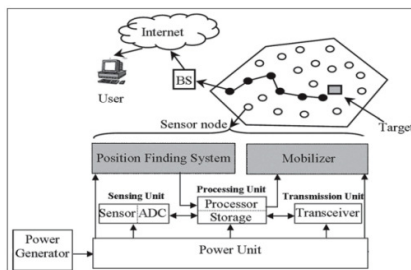 Internet
BS
User
Target
Sensor node
Position Finding System
Mobilizer
Sensing Unit
Processing Unit
Transmission Unit
Sensor ADC
Processor
Storage
Transceiver
Power
Generator
Power Unit